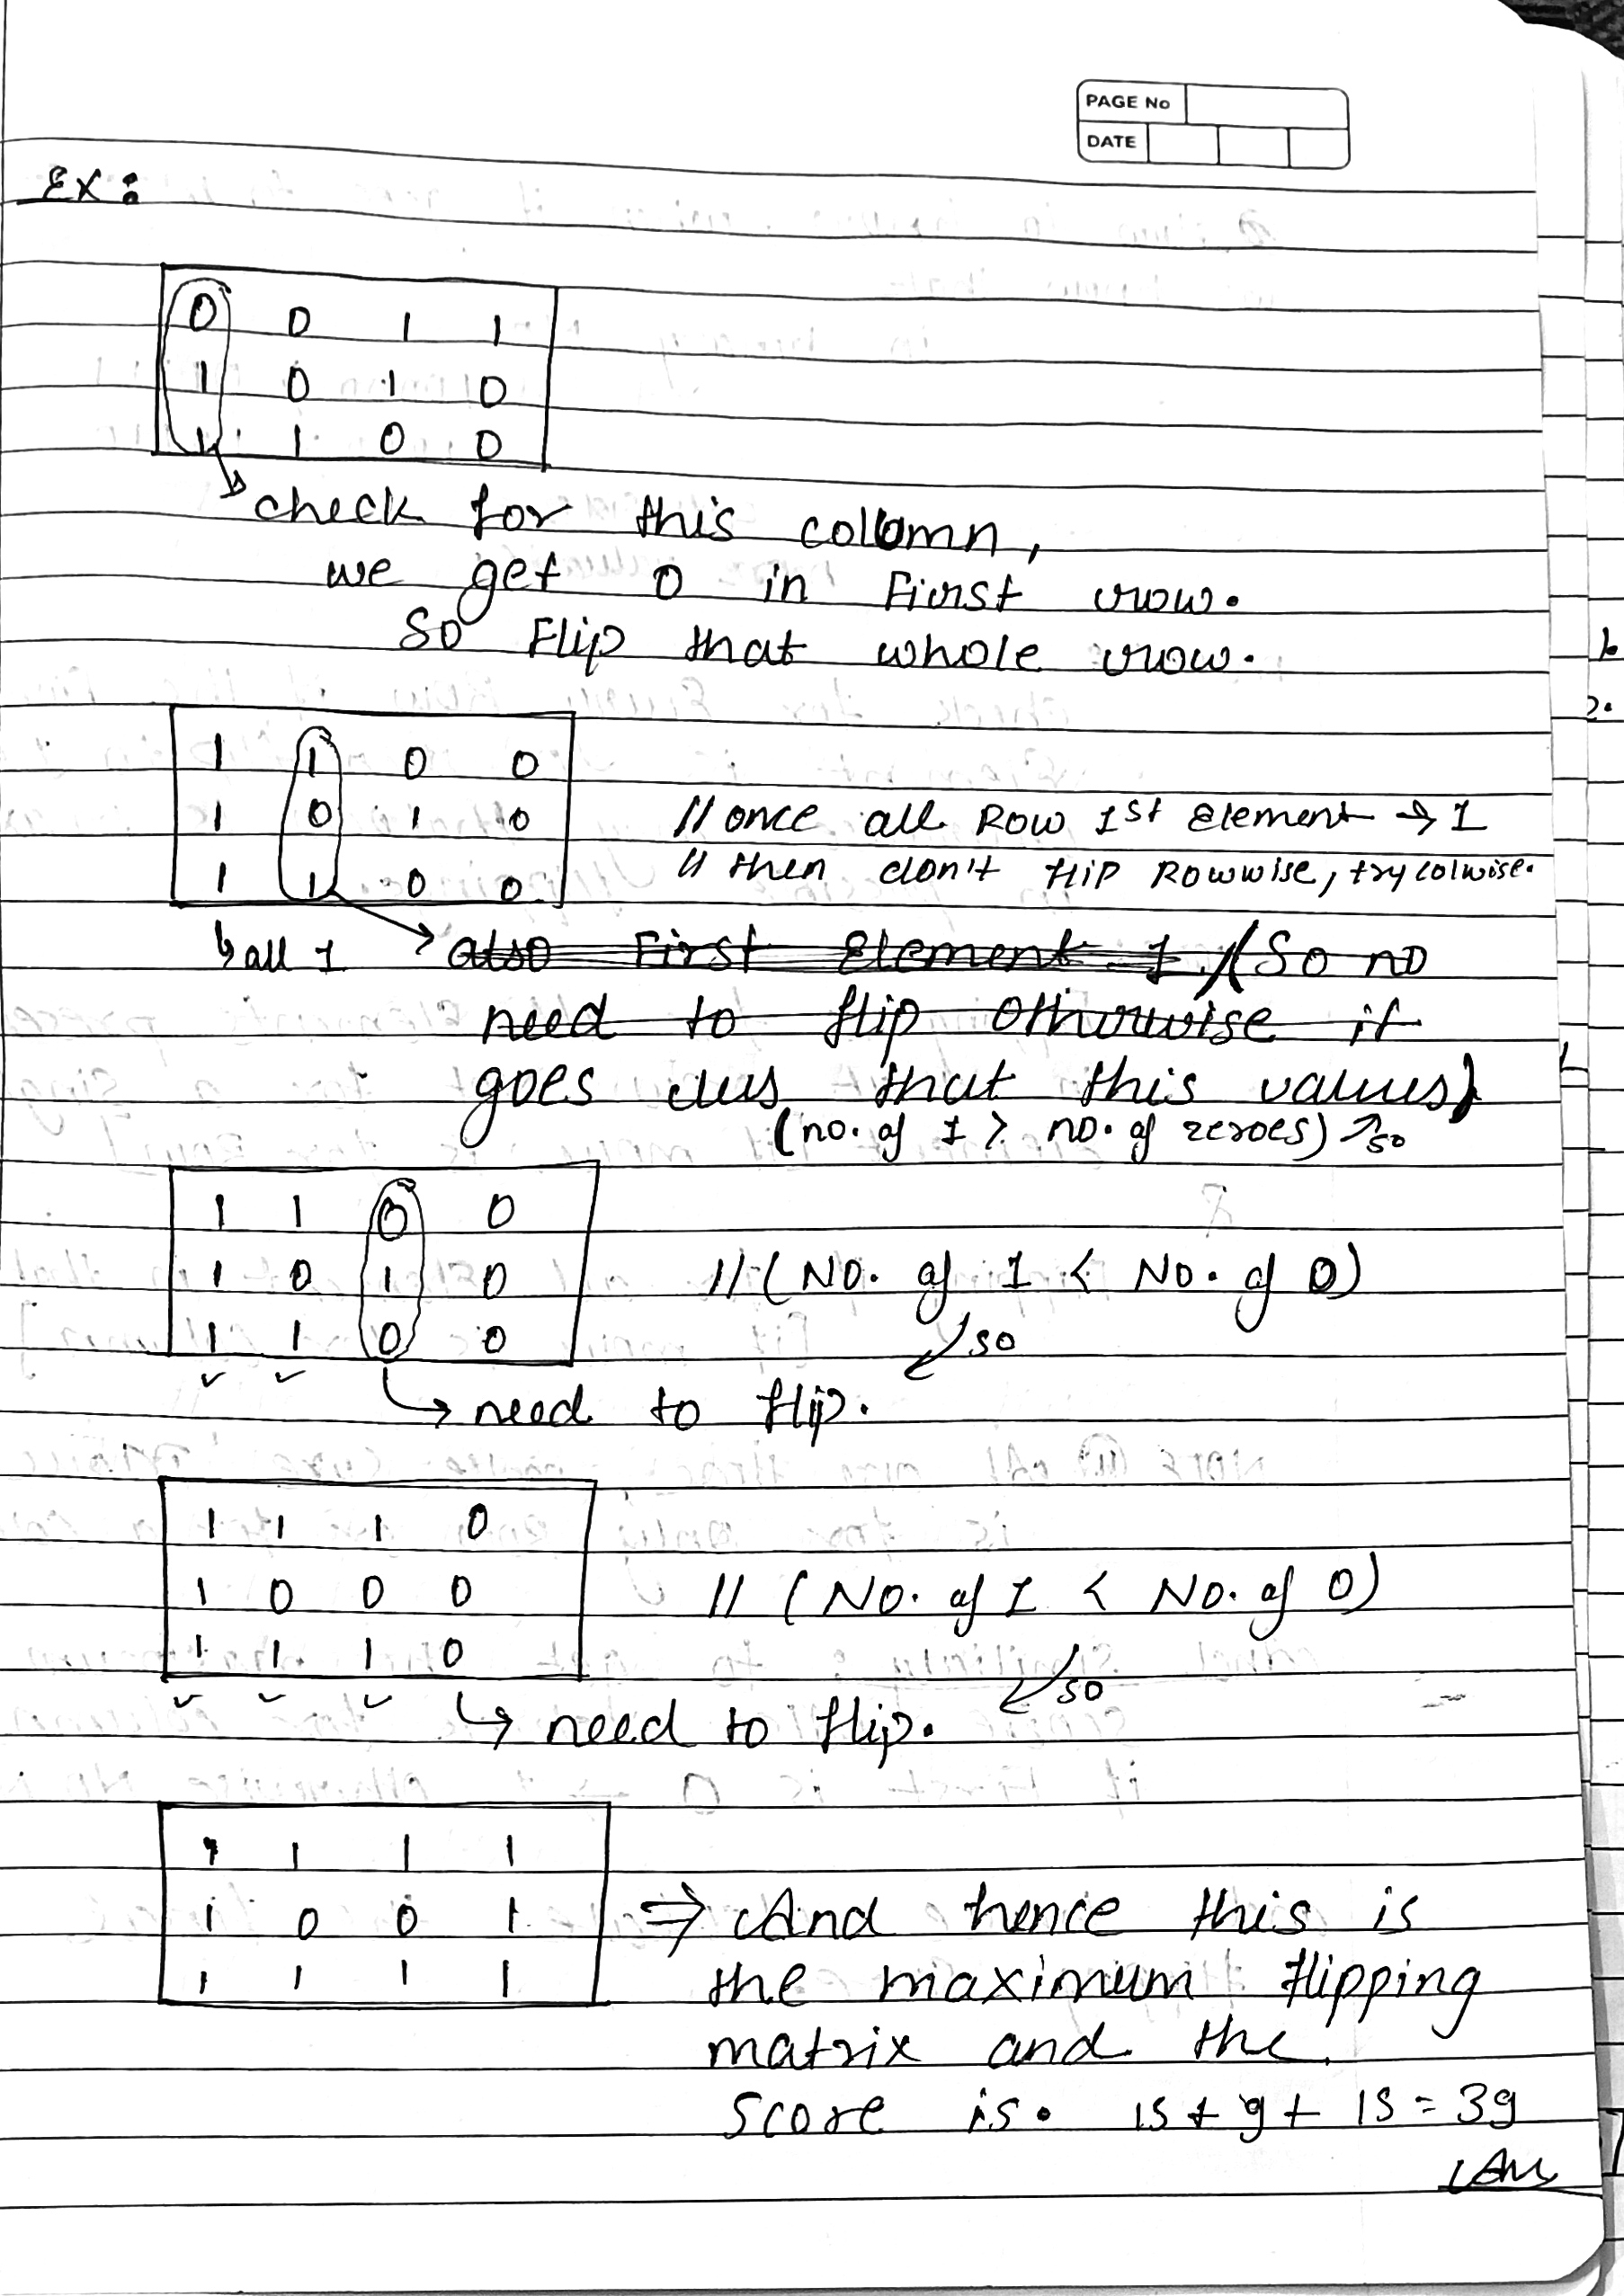 PAGE No
DATE
Ex:
0 0 1 1
1 0 1 0
1 1 0 0
check for this column,
we get 0 in First row.
So Flip that whole row.
1 1 0 0
1 0 1 0 // once all Row 1st Element → 1
1 1 0 0 // then don't flip Rowwise, try colwise.
all 1 → also First Element 1 / (So no
need to flip otherwise it
goes less that this values)
(no. of 1 > no. of zeroes) so
1 1 0 0
1 0 1 0 // (No. of 1 < No. of 0)
1 1 0 0 so
→ need to flip.
1 1 1 0
1 0 0 0 // (No. of 1 < No. of 0)
1 1 1 0 so
→ need to flip.
1 1 1 1
1 0 0 1 ⇒ And hence this is
1 1 1 1 the maximum flipping
matrix and the
score is. 15 + 9 + 15 = 39
Ans